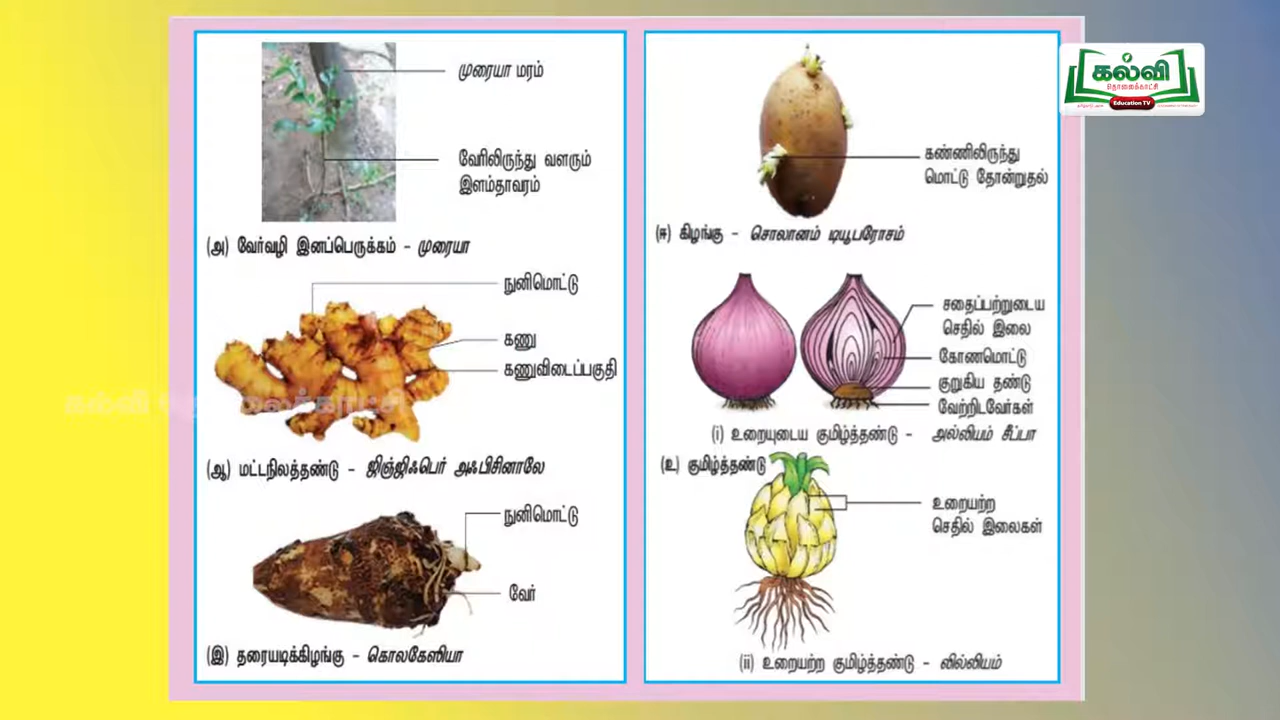 முரையா மரம்
வேரிலிருந்து வளரும்
இளம்தாவரம்
(அ) வேர்வழி இனப்பெருக்கம் - முரையா
நுனிமொட்டு
கணு
கணுவிடைப்பகுதி
(ஆ) மட்டநிலத்தண்டு - ஜிஞ்ஜிஃபெர் அஃபிசினாலே
நுனிமொட்டு
வேர்
(இ) தரையடிக்கிழங்கு - கொலகேஸியா
கண்ணிலிருந்து
மொட்டு தோன்றுதல்
(ஈ) கிழங்கு - சொலானம் டியூபரோசம்
சதைப்பற்றுடைய
செதில் இலை
கோணமொட்டு
குறுகிய தண்டு
வேற்றிடவேர்கள்
(i) உறையுடைய குமிழ்த்தண்டு - அல்லியம் சீப்பா
(உ) குமிழ்த்தண்டு
உறையற்ற
செதில் இலைகள்
(ii) உறையற்ற குமிழ்த்தண்டு - லில்லியம்
கல்வி
தொலைக்காட்சி
Education TV
கல்வி தொலைக்காட்சி